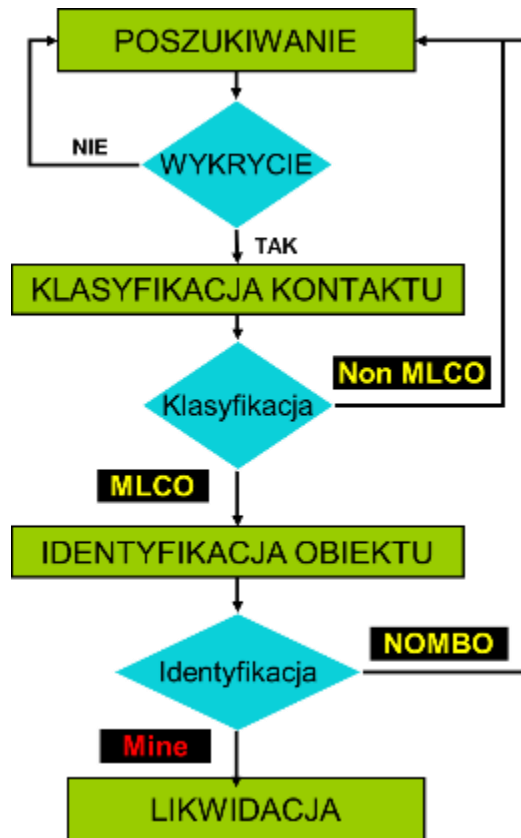 POSZUKIWANIE
NIE
WYKRYCIE
TAK
KLASYFIKACJA KONTAKTU
Non MLCO
Klasyfikacja
MLCO
IDENTYFIKACJA OBIEKTU
NOMBO
Identyfikacja
Mine
LIKWIDACJA